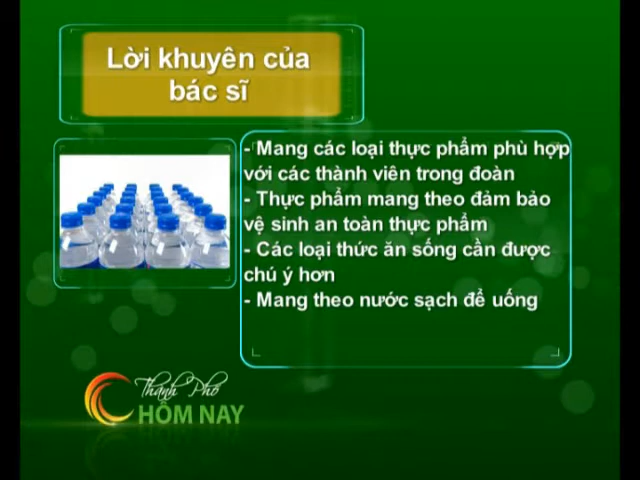 Lời khuyên của
bác sĩ
- Mang các loại thực phẩm phù hợp
với các thành viên trong đoàn
- Thực phẩm mang theo đảm bảo
vệ sinh an toàn thực phẩm
- Các loại thức ăn sống cần được
chú ý hơn
- Mang theo nước sạch để uống
Thành Phố
HÔM NAY